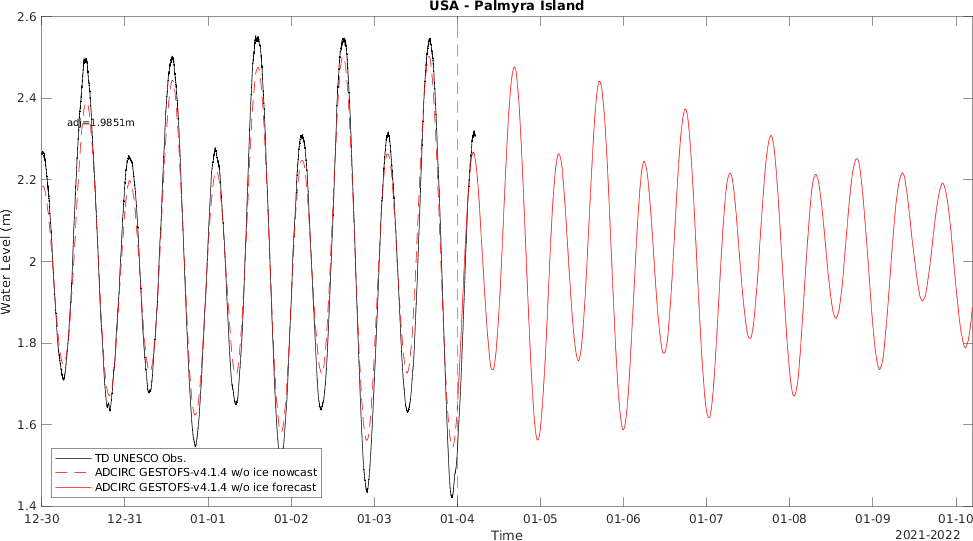 USA - Palmyra Island
2.6
2.4
2.2
2
1.8
1.6
1.4
Water Level (m)
adj=1.9851m
TD UNESCO Obs.
ADCIRC GESTOFS-v4.1.4 w/o ice nowcast
ADCIRC GESTOFS-v4.1.4 w/o ice forecast
12-30 12-31 01-01 01-02 01-03 01-04 01-05 01-06 01-07 01-08 01-09 01-10
Time
2021-2022